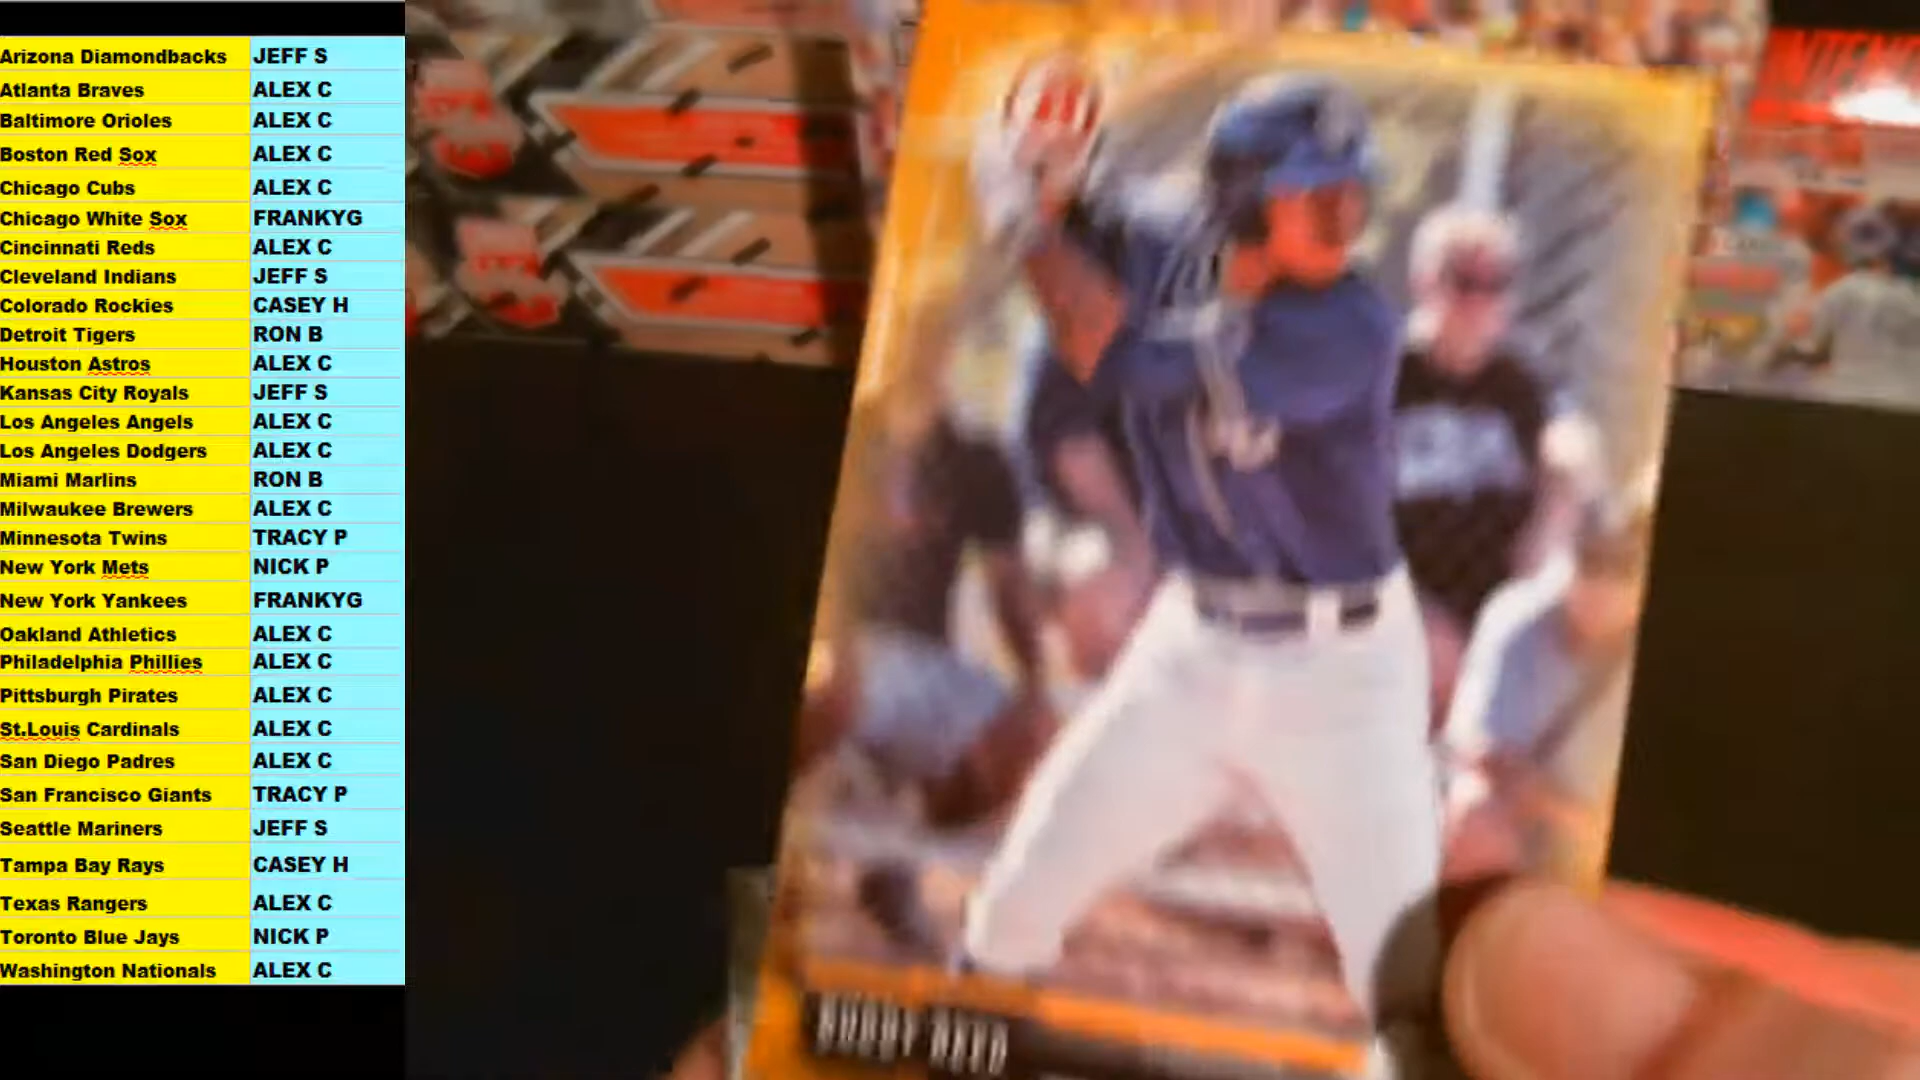 Arizona Diamondbacks JEFF S
Atlanta Braves ALEX C
Baltimore Orioles ALEX C
Boston Red Sox ALEX C
Chicago Cubs ALEX C
Chicago White Sox FRANKYG
Cincinnati Reds ALEX C
Cleveland Indians JEFF S
Colorado Rockies CASEY H
Detroit Tigers RON B
Houston Astros ALEX C
Kansas City Royals JEFF S
Los Angeles Angels ALEX C
Los Angeles Dodgers ALEX C
Miami Marlins RON B
Milwaukee Brewers ALEX C
Minnesota Twins TRACY P
New York Mets NICK P
New York Yankees FRANKYG
Oakland Athletics ALEX C
Philadelphia Phillies ALEX C
Pittsburgh Pirates ALEX C
St.Louis Cardinals ALEX C
San Diego Padres ALEX C
San Francisco Giants TRACY P
Seattle Mariners JEFF S
Tampa Bay Rays CASEY H
Texas Rangers ALEX C
Toronto Blue Jays NICK P
Washington Nationals ALEX C
BUDDY REED